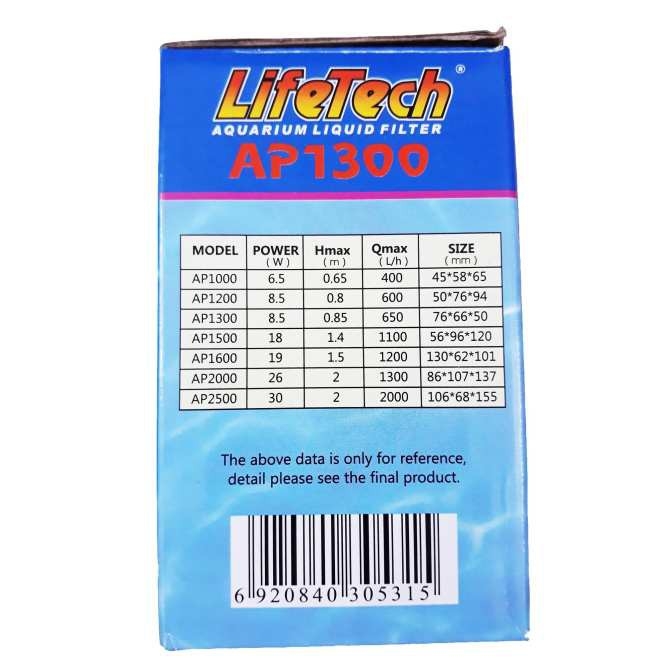 LifeTech®
AQUARIUM LIQUID FILTER
AP1300
MODEL POWER (W) Hmax (m) Qmax (L/h) SIZE (mm)
AP1000 6.5 0.65 400 45*58*65
AP1200 8.5 0.8 600 50*76*94
AP1300 8.5 0.85 650 76*66*50
AP1500 18 1.4 1100 56*96*120
AP1600 19 1.5 1200 130*62*101
AP2000 26 2 1300 86*107*137
AP2500 30 2 2000 106*68*155
The above data is only for reference,
detail please see the final product.
6 920840 305315